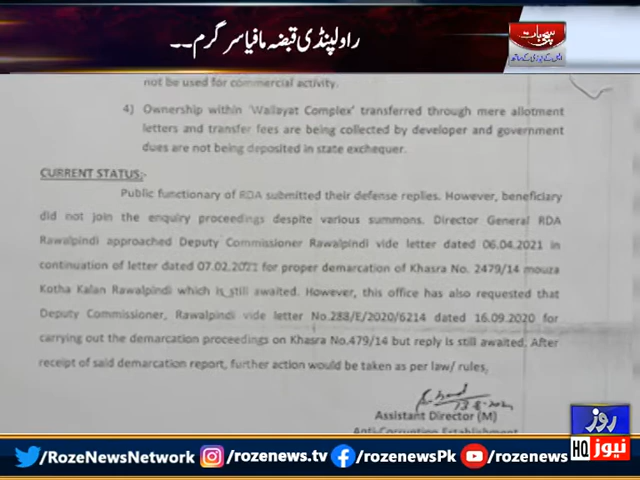 راولپنڈی قبضہ مافیا سرگرم۔۔
سچی بات
ایس کے نیازی کے ساتھ
not be used for commercial activity.
4) Ownership within 'Wallayat Complex' transferred through mere allotment
letters and transfer fees are being collected by developer and government
dues are not being deposited in state exchequer.
CURRENT STATUS:-
Public functionary of RDA submitted their defense replies. However, beneficiary
did not join the enquiry proceedings despite various summons. Director General RDA
Rawalpindi approached Deputy Commissioner Rawalpindi vide letter dated 06.04.2021 in
continuation of letter dated 07.02.2021 for proper demarcation of Khasra No. 2479/14 mouza
Kotha Kalan Rawalpindi which is still awaited. However, this office has also requested that
Deputy Commissioner, Rawalpindi vide letter No.288/E/2020/6214 dated 16.09.2020 for
carrying out the demarcation proceedings on Khasra No.479/14 but reply is still awaited. After
receipt of said demarcation report, further action would be taken as per law/ rules,
Assistant Director (M)
Anti-Corruption Establishment
روز
HQ نیوز
/RozeNewsNetwork /rozenews.tv /rozenewsPk /rozenews